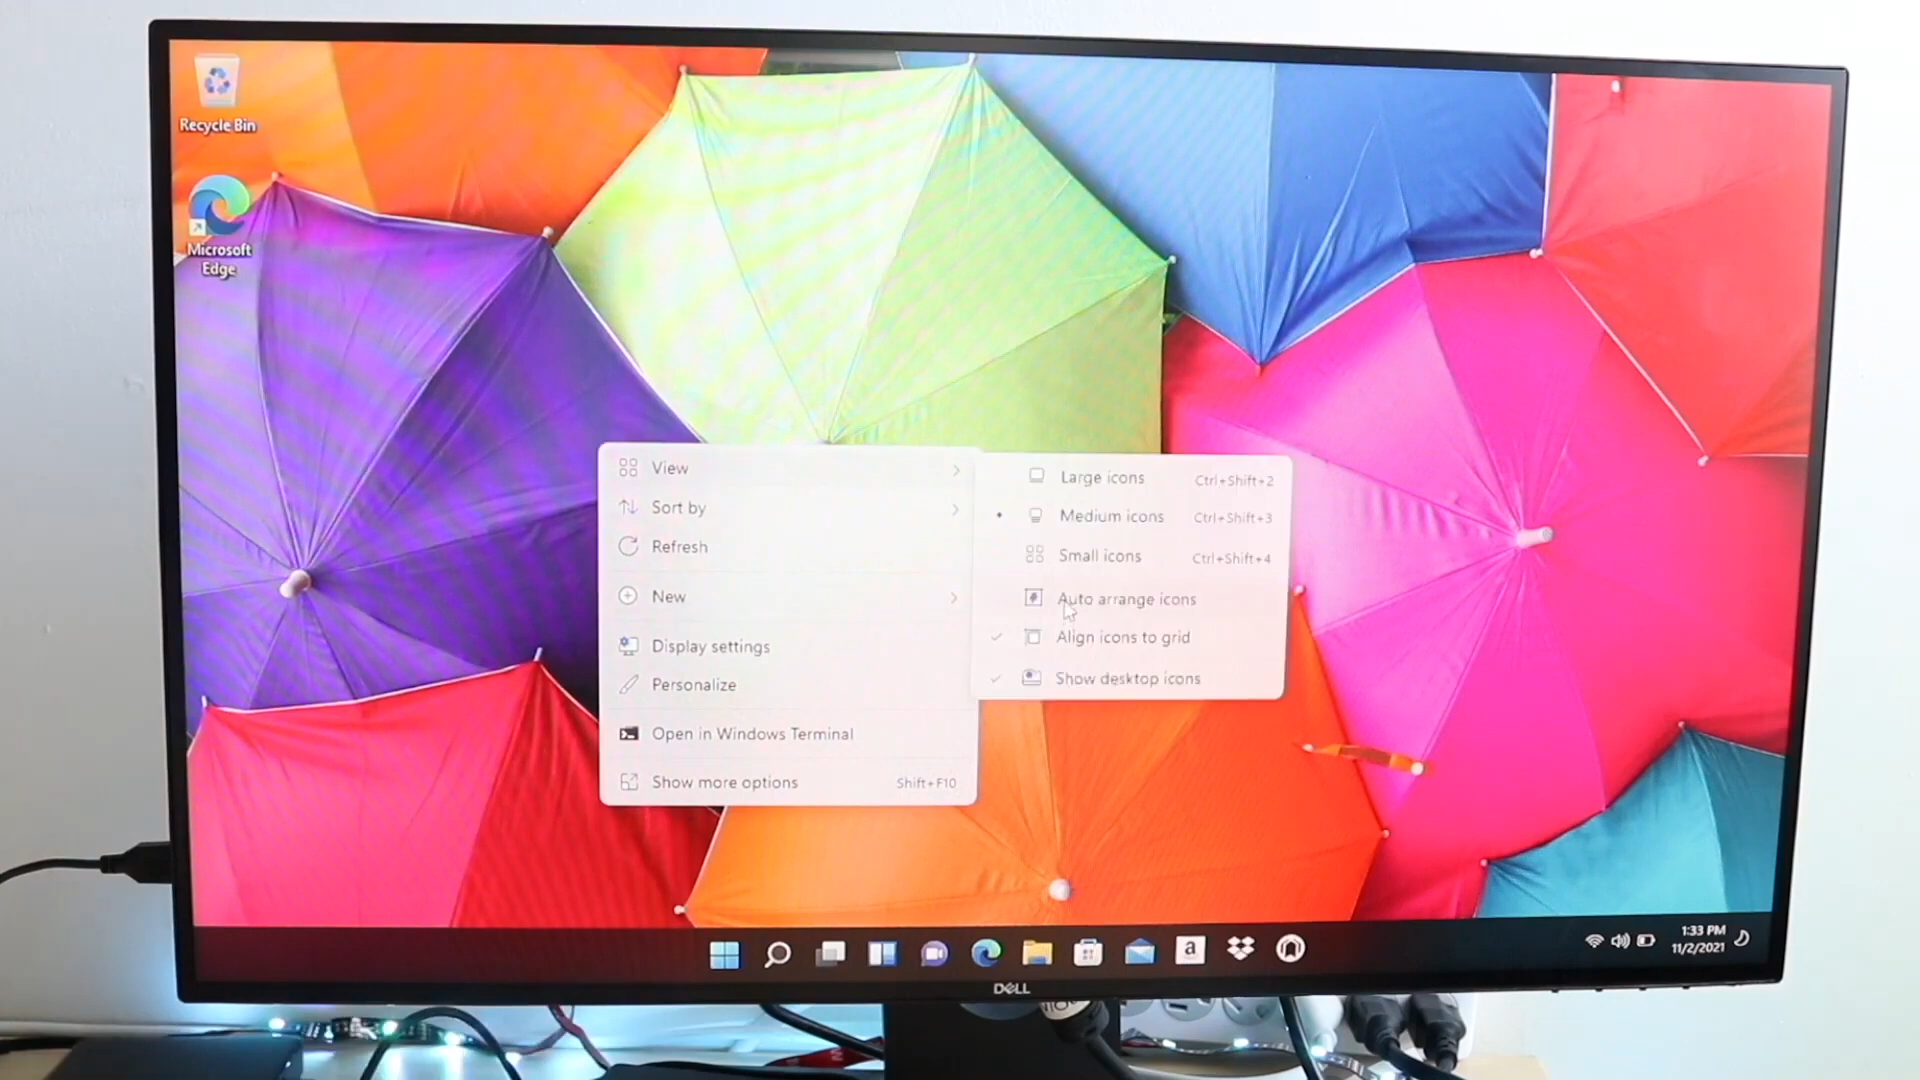 Recycle Bin
Microsoft
Edge
View
Sort by
Refresh
New
Display settings
Personalize
Open in Windows Terminal
Show more options Shift+F10
Large icons Ctrl+Shift+2
Medium icons Ctrl+Shift+3
Small icons Ctrl+Shift+4
Auto arrange icons
Align icons to grid
Show desktop icons
a
1:33 PM
11/2/2021
DELL